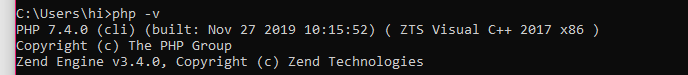 C:\Users\hi>php -v
PHP 7.4.0 (cli) (built: Nov 27 2019 10:15:52) ( ZTS Visual C++ 2017 x86 )
Copyright (c) The PHP Group
Zend Engine v3.4.0, Copyright (c) Zend Technologies